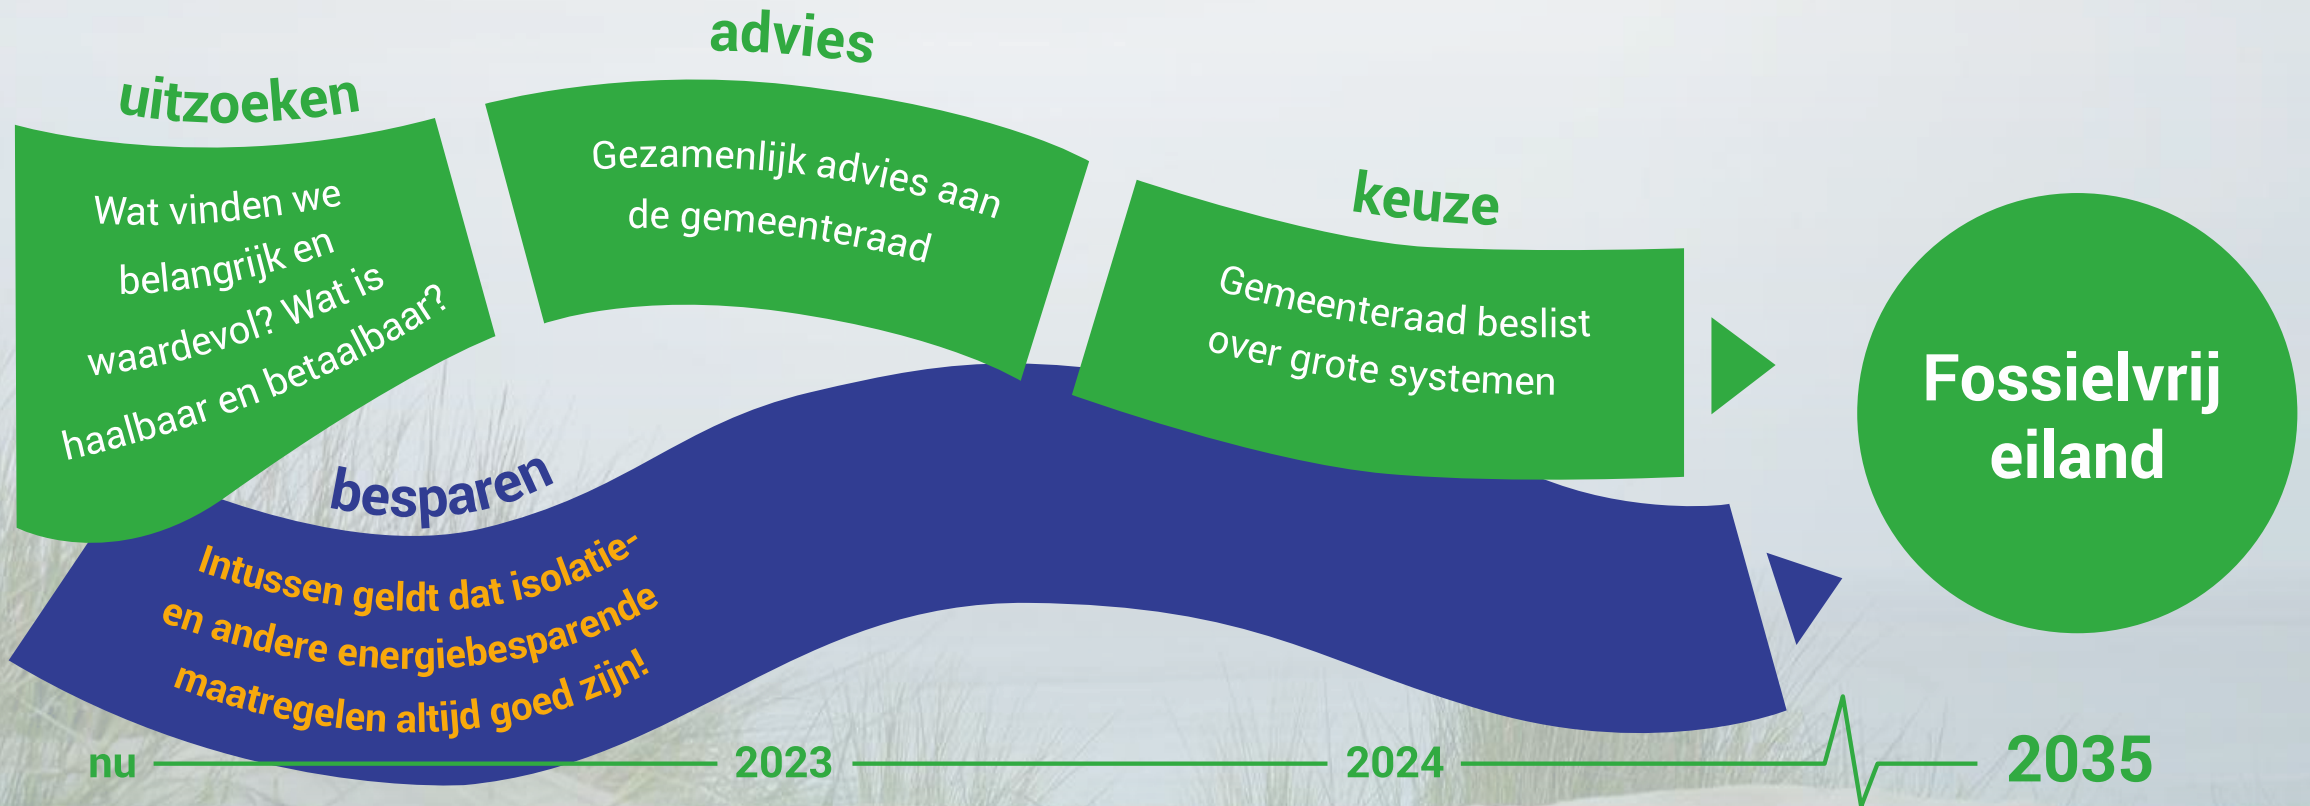 uitzoeken
Wat vinden we
belangrijk en
waardevol? Wat is
haalbaar en betaalbaar?
advies
Gezamenlijk advies aan
de gemeenteraad
keuze
Gemeenteraad beslist
over grote systemen
Fossielvrij
eiland
besparen
Intussen geldt dat isolatie-
en andere energiebesparende
maatregelen altijd goed zijn!
nu
2023
2024
2035